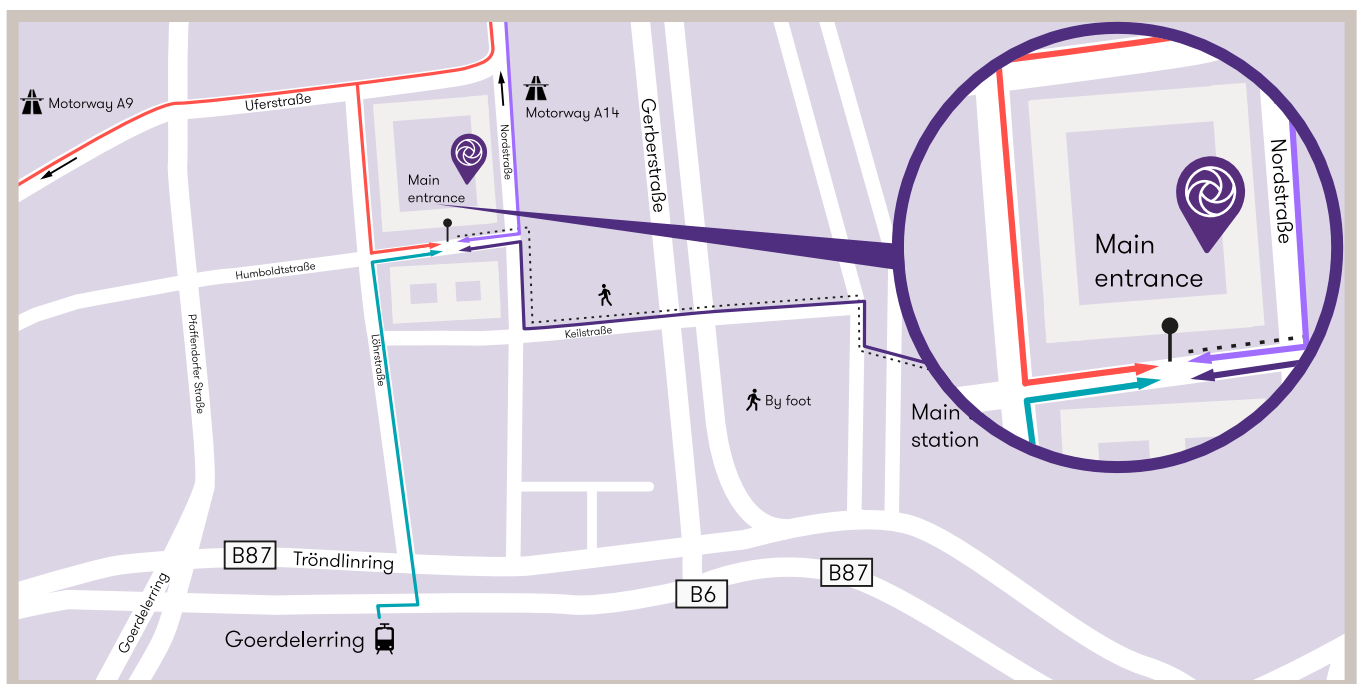 Motorway A9
Uferstraße
Motorway A14
Nordstraße
Gerberstraße
Main
entrance
Nordstraße
Main
entrance
Humboldtstraße
Pfaffendorfer Straße
Löhrstraße
Keilstraße
By foot
Main
station
B87
Tröndlinring
B87
B6
Goerdelerring
Goerdelerring